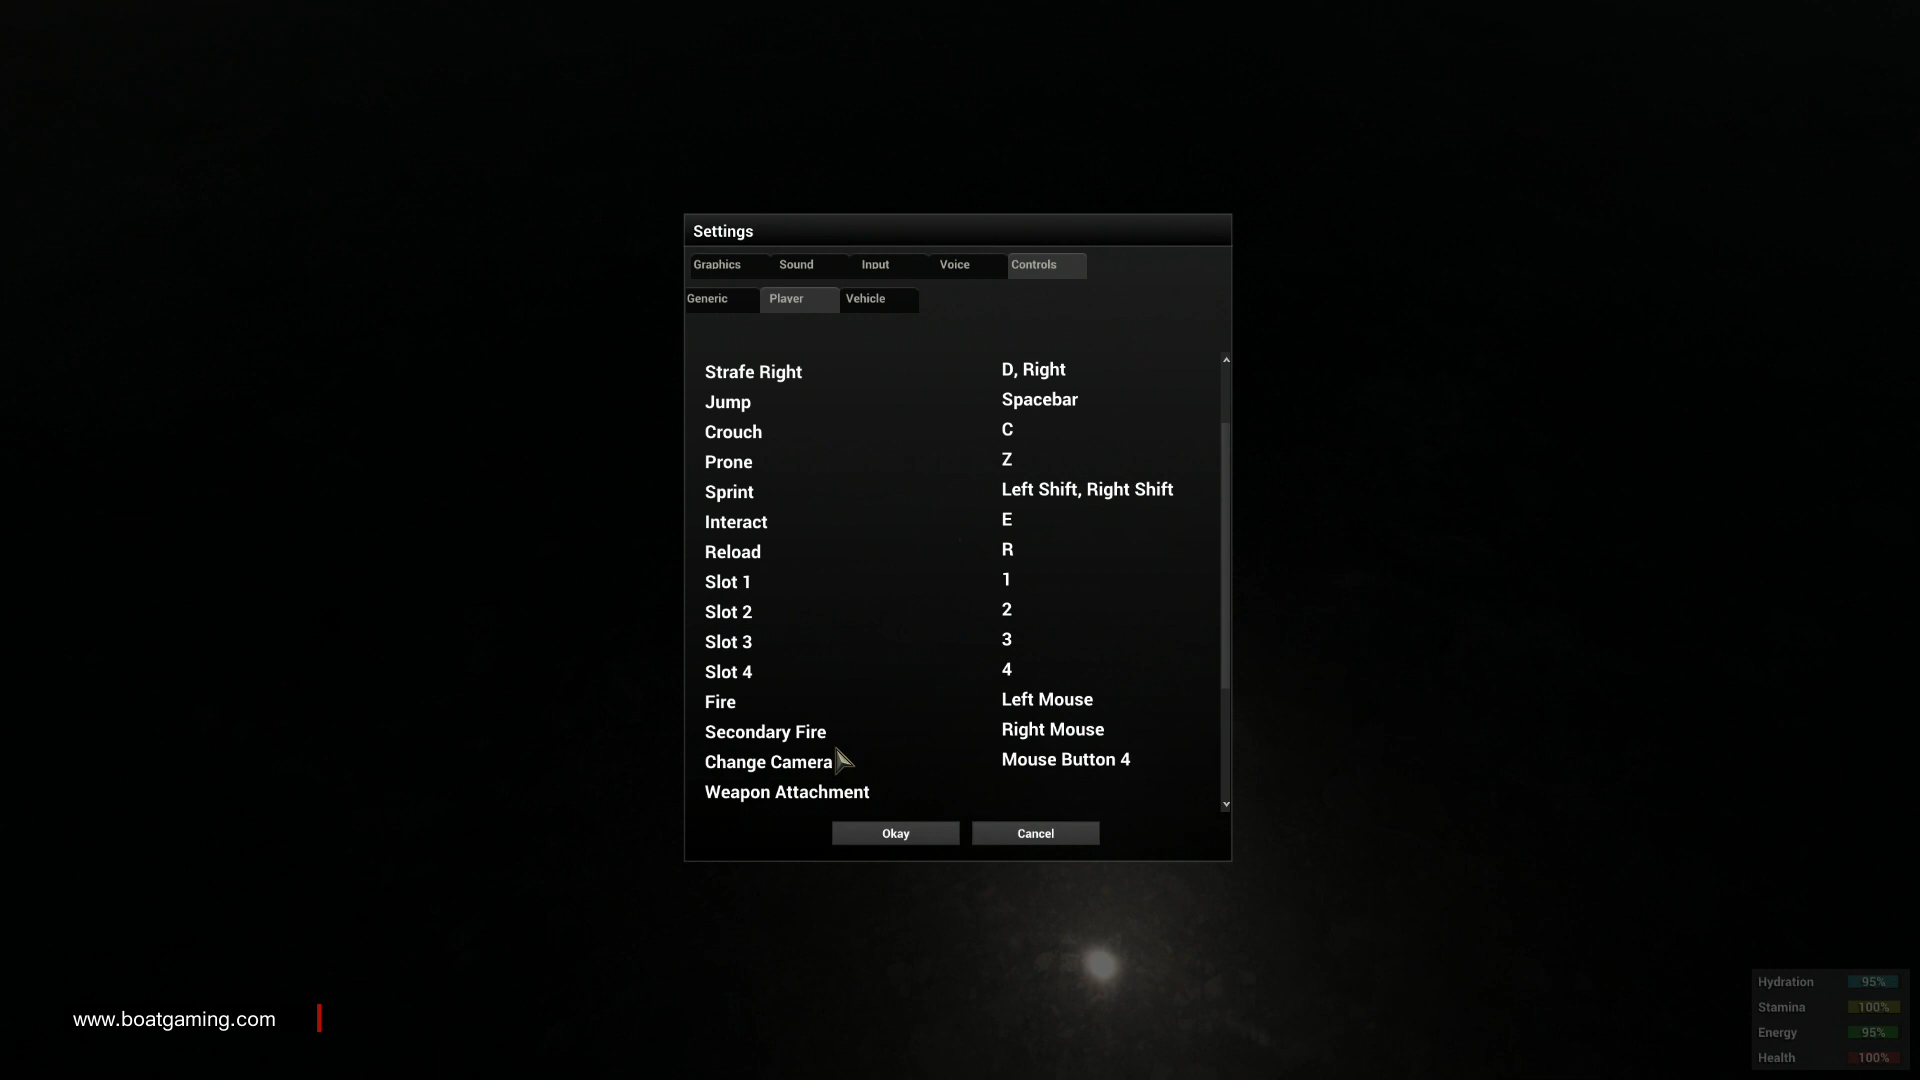 Settings
Graphics Sound Input Voice Controls
Generic Player Vehicle
Strafe Right D, Right
Jump Spacebar
Crouch C
Prone Z
Sprint Left Shift, Right Shift
Interact E
Reload R
Slot 1 1
Slot 2 2
Slot 3 3
Slot 4 4
Fire Left Mouse
Secondary Fire Right Mouse
Change Camera Mouse Button 4
Weapon Attachment
Okay Cancel
Hydration 95%
Stamina 100%
Energy 95%
Health 100%
www.boatgaming.com